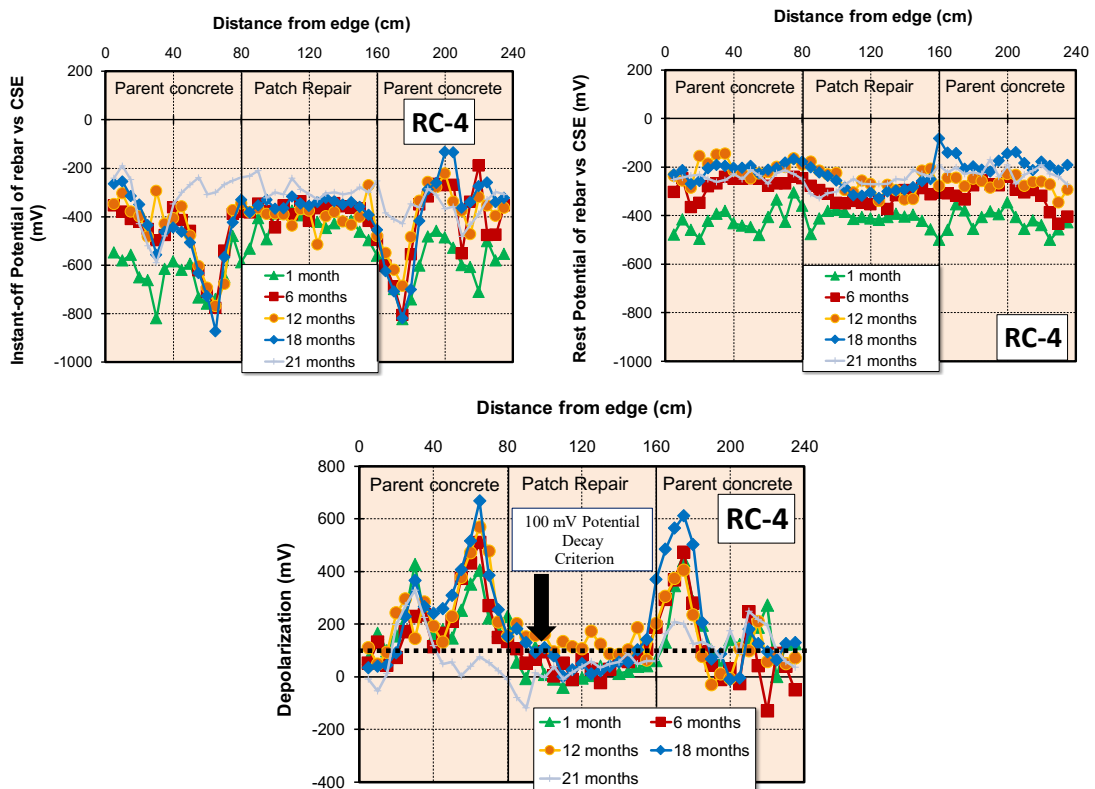 Distance from edge (cm)
0 40 80 120 160 200 240
200
0
-200
-400
-600
-800
-1000
Instant-off Potential of rebar vs CSE
(mV)
Parent concrete Patch Repair Parent concrete
RC-4
1 month
6 months
12 months
18 months
21 months
Distance from edge (cm)
0 40 80 120 160 200 240
200
0
-200
-400
-600
-800
-1000
Rest Potential of rebar vs CSE (mV)
Parent concrete Patch Repair Parent concrete
1 month
6 months
12 months
18 months
21 months
RC-4
Distance from edge (cm)
0 40 80 120 160 200 240
800
600
400
200
0
-200
-400
Depolarization (mV)
Parent concrete Patch Repair Parent concrete
RC-4
100 mV Potential
Decay
Criterion
1 month 6 months
12 months 18 months
21 months